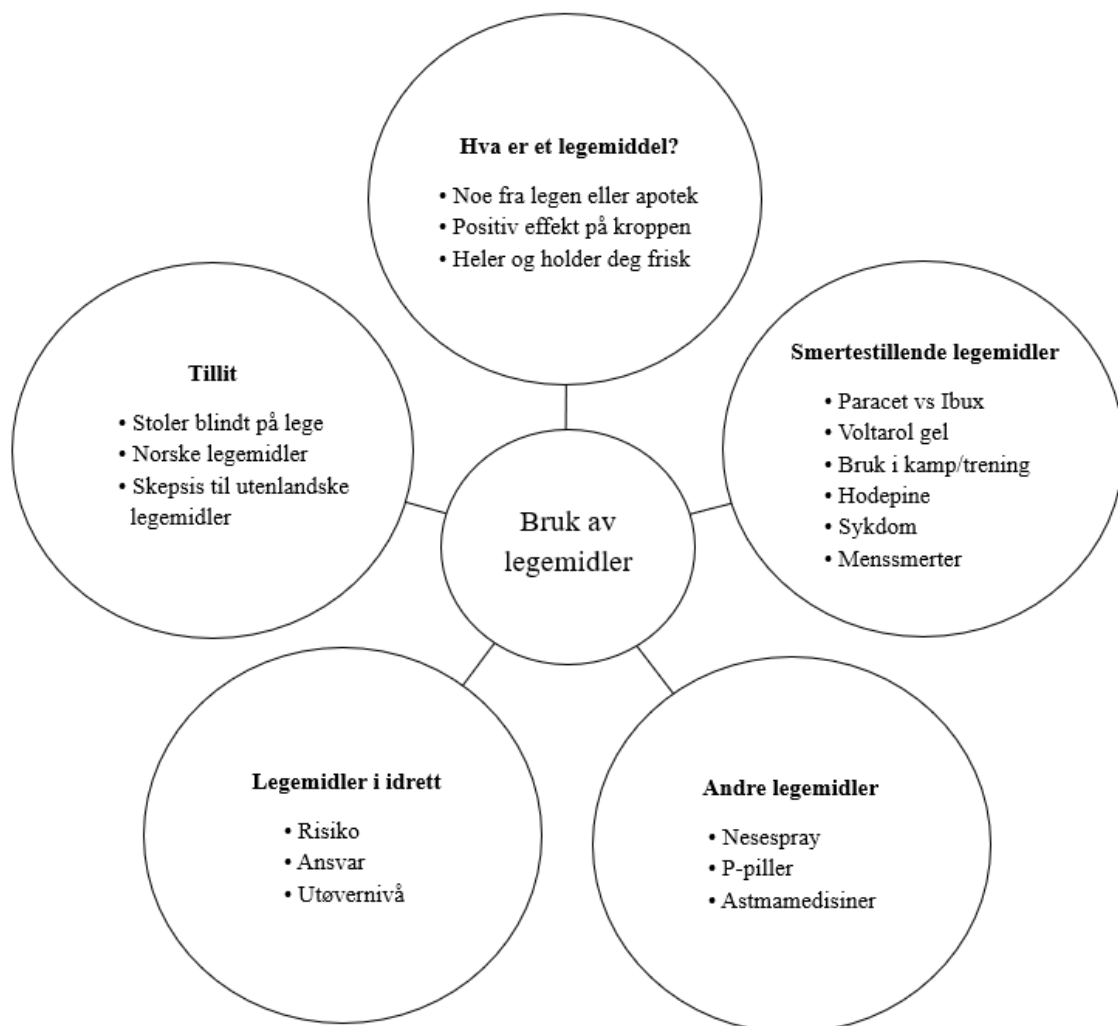 Hva er et legemiddel?
• Noe fra legen eller apotek
• Positiv effekt på kroppen
• Heler og holder deg frisk
Tillit
• Stoler blindt på lege
• Norske legemidler
• Skepsis til utenlandske
legemidler
Smertestillende legemidler
• Paracet vs Ibux
• Voltarol gel
• Bruk i kamp/trening
• Hodepine
• Sykdom
• Menssmerter
Bruk av
legemidler
Legemidler i idrett
• Risiko
• Ansvar
• Utøvernivå
Andre legemidler
• Nesespray
• P-piller
• Astmamedisiner